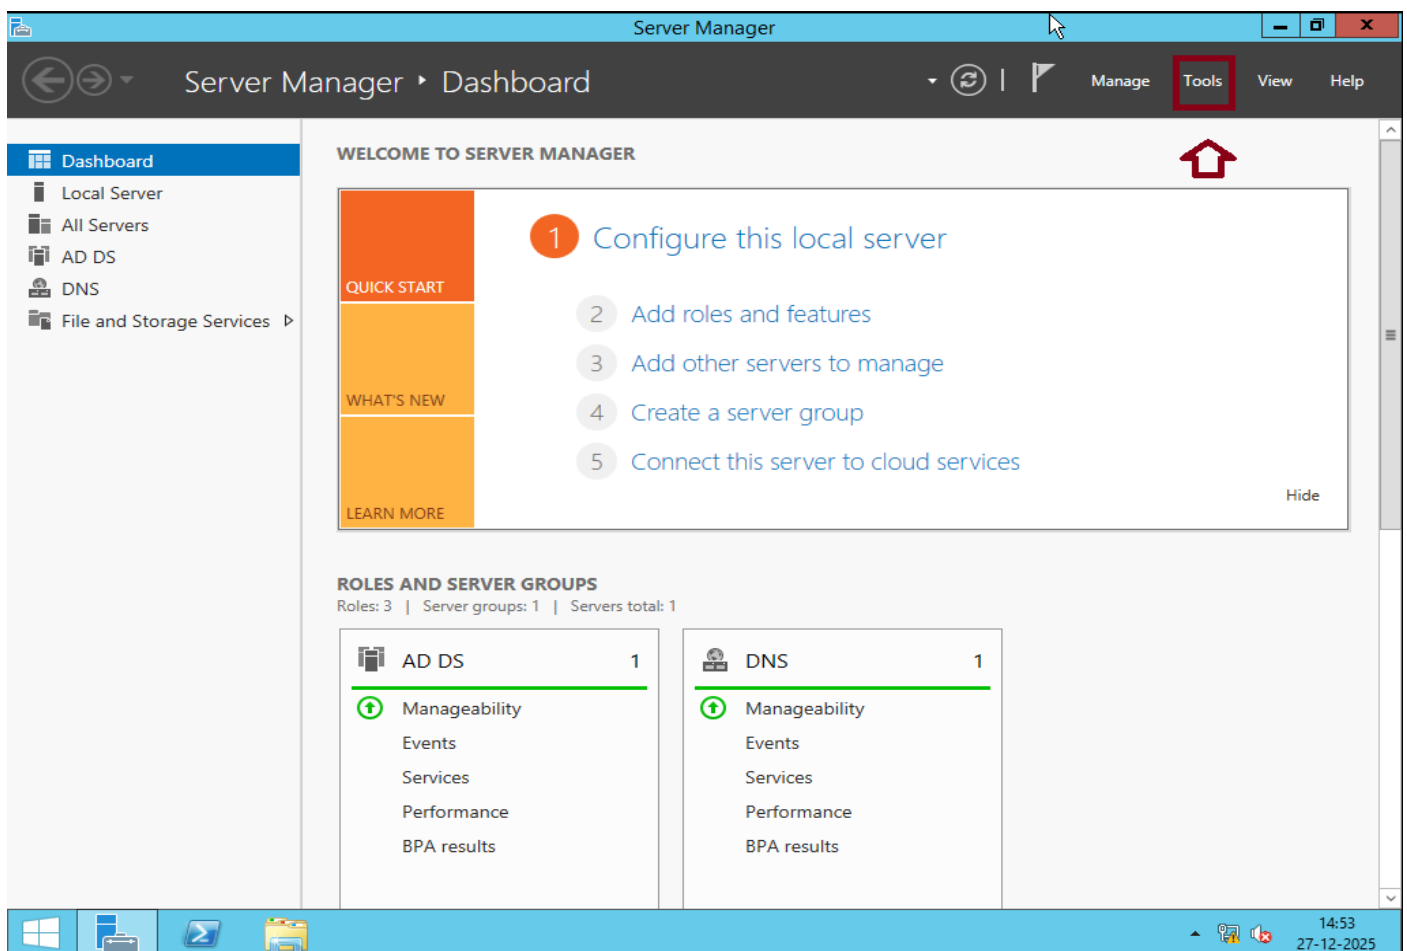 Server Manager
Server Manager ‣ Dashboard
Manage Tools View Help
Dashboard
Local Server
All Servers
AD DS
DNS
File and Storage Services
WELCOME TO SERVER MANAGER
QUICK START
WHAT'S NEW
LEARN MORE
1 Configure this local server
2 Add roles and features
3 Add other servers to manage
4 Create a server group
5 Connect this server to cloud services
Hide
ROLES AND SERVER GROUPS
Roles: 3 | Server groups: 1 | Servers total: 1
AD DS 1
Manageability
Events
Services
Performance
BPA results
DNS 1
Manageability
Events
Services
Performance
BPA results
14:53
27-12-2025